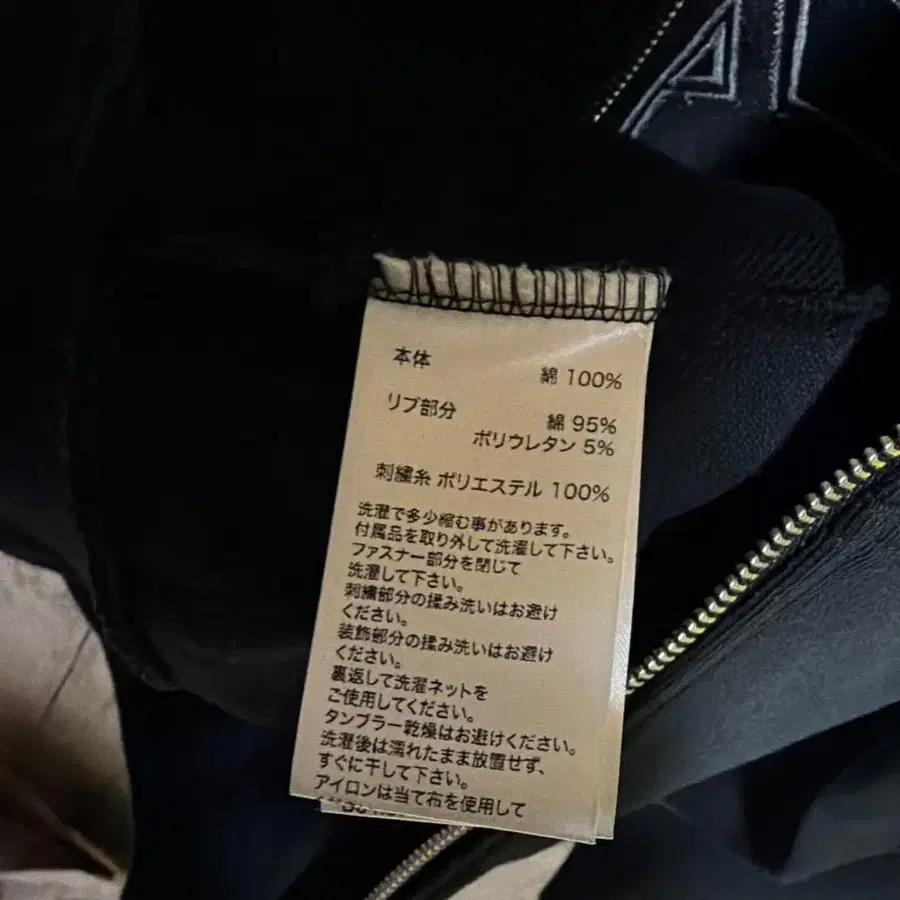 本体
綿 100%
リブ部分
綿 95%
ポリウレタン 5%
刺繍糸 ポリエステル 100%
洗濯で多少縮む事があります。
付属品を取り外して洗濯して下さい。
ファスナー部分を閉じて
洗濯して下さい。
刺繍部分の揉み洗いはお避け
ください。
装飾部分の揉み洗いはお避け
ください。
裏返して洗濯ネットを
ご使用してください。
タンブラー乾燥はお避けください。
洗濯後は濡れたまま放置せず、
すぐに干して下さい。
アイロンは当て布を使用して